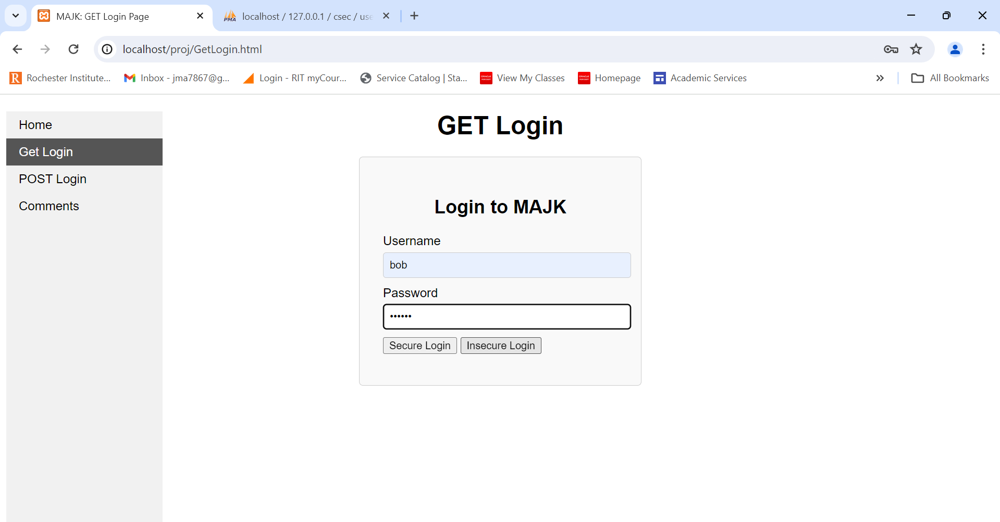 MAJK: GET Login Page
localhost / 127.0.0.1 / csec / use
localhost/proj/GetLogin.html
Rochester Institute... Inbox - jma7867@g... Login - RIT myCour... Service Catalog | Sta... View My Classes Homepage Academic Services » All Bookmarks
Home
Get Login
POST Login
Comments
GET Login
Login to MAJK
Username
bob
Password
••••••
Secure Login Insecure Login